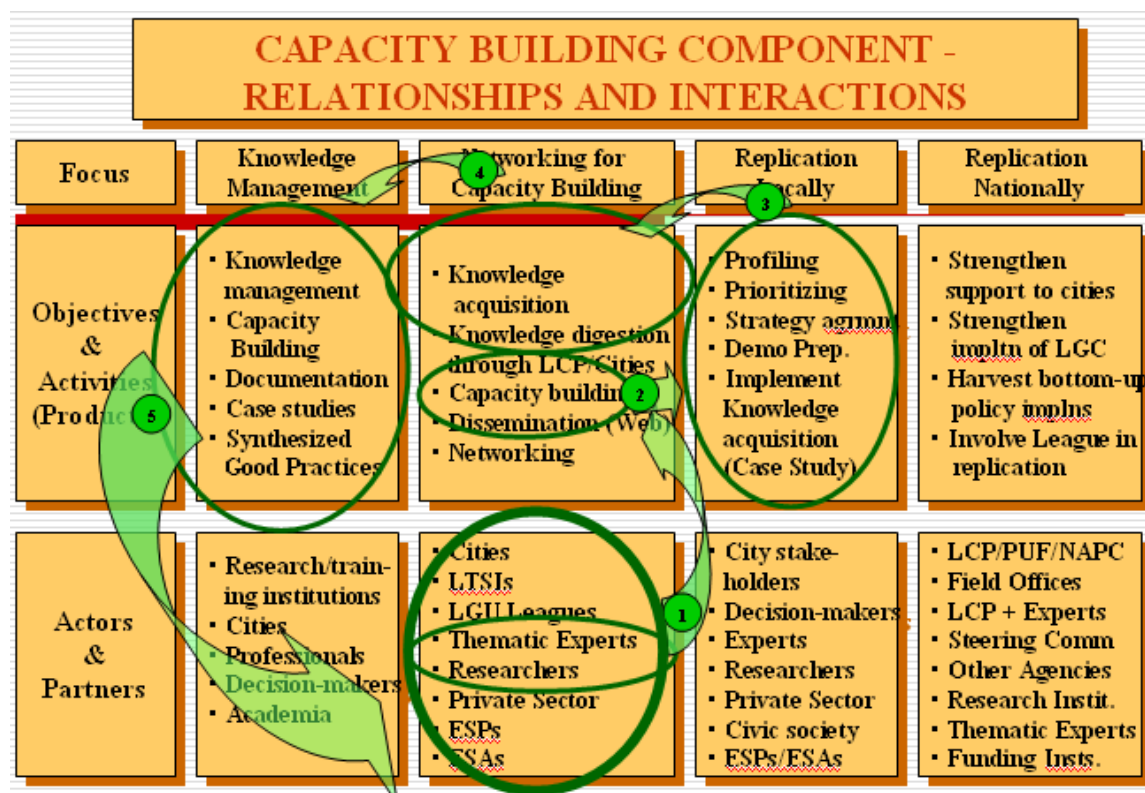 CAPACITY BUILDING COMPONENT -
RELATIONSHIPS AND INTERACTIONS
Focus
Knowledge
Management
Networking for
Capacity Building
Replication
Locally
Replication
Nationally
4
3
Objectives
&
Activities
(Products)
▪ Knowledge
management
▪ Capacity
Building
▪ Documentation
▪ Case studies
▪ Synthesized
Good Practices
▪ Knowledge
acquisition
▪ Knowledge digestion
through LCP/Cities
▪ Capacity building
▪ Dissemination (Web)
▪ Networking
▪ Profiling
▪ Prioritizing
▪ Strategy agrmnt
▪ Demo Prep.
▪ Implement
Knowledge
acquisition
(Case Study)
▪ Strengthen
support to cities
▪ Strengthen
impltn of LGC
▪ Harvest bottom-up
policy implns
▪ Involve League in
replication
5
2
Actors
&
Partners
▪ Research/train-
ing institutions
▪ Cities
▪ Professionals
▪ Decision-makers
▪ Academia
▪ Cities
▪ LTSIs
▪ LGU Leagues
▪ Thematic Experts
▪ Researchers
▪ Private Sector
▪ ESPs
▪ ESAs
1
▪ City stake-
holders
▪ Decision-makers,
▪ Experts
▪ Researchers
▪ Private Sector
▪ Civic society
▪ ESPs/ESAs
▪ LCP/PUF/NAPC
▪ Field Offices
▪ LCP + Experts
▪ Steering Comm
▪ Other Agencies
▪ Research Instit.
▪ Thematic Experts
▪ Funding Insts.